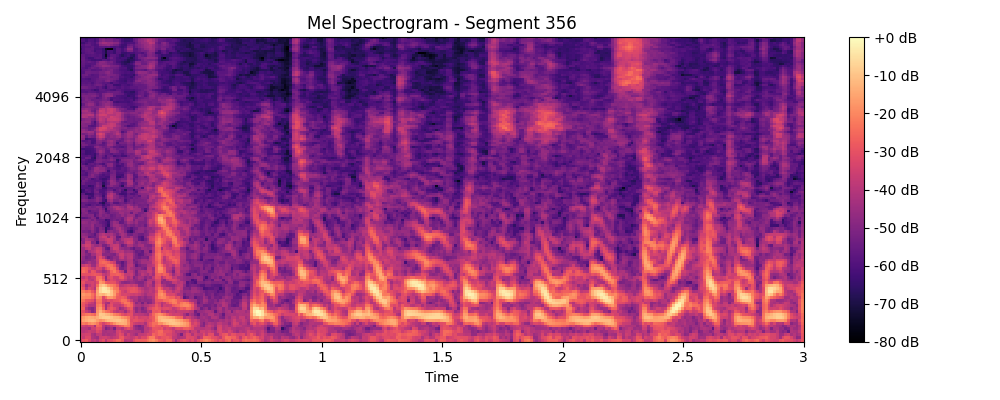 Mel Spectrogram - Segment 356
+0 dB
-10 dB
-20 dB
-30 dB
-40 dB
-50 dB
-60 dB
-70 dB
-80 dB
Frequency
4096
2048
1024
512
0
0
0.5
1
1.5
2
2.5
3
Time